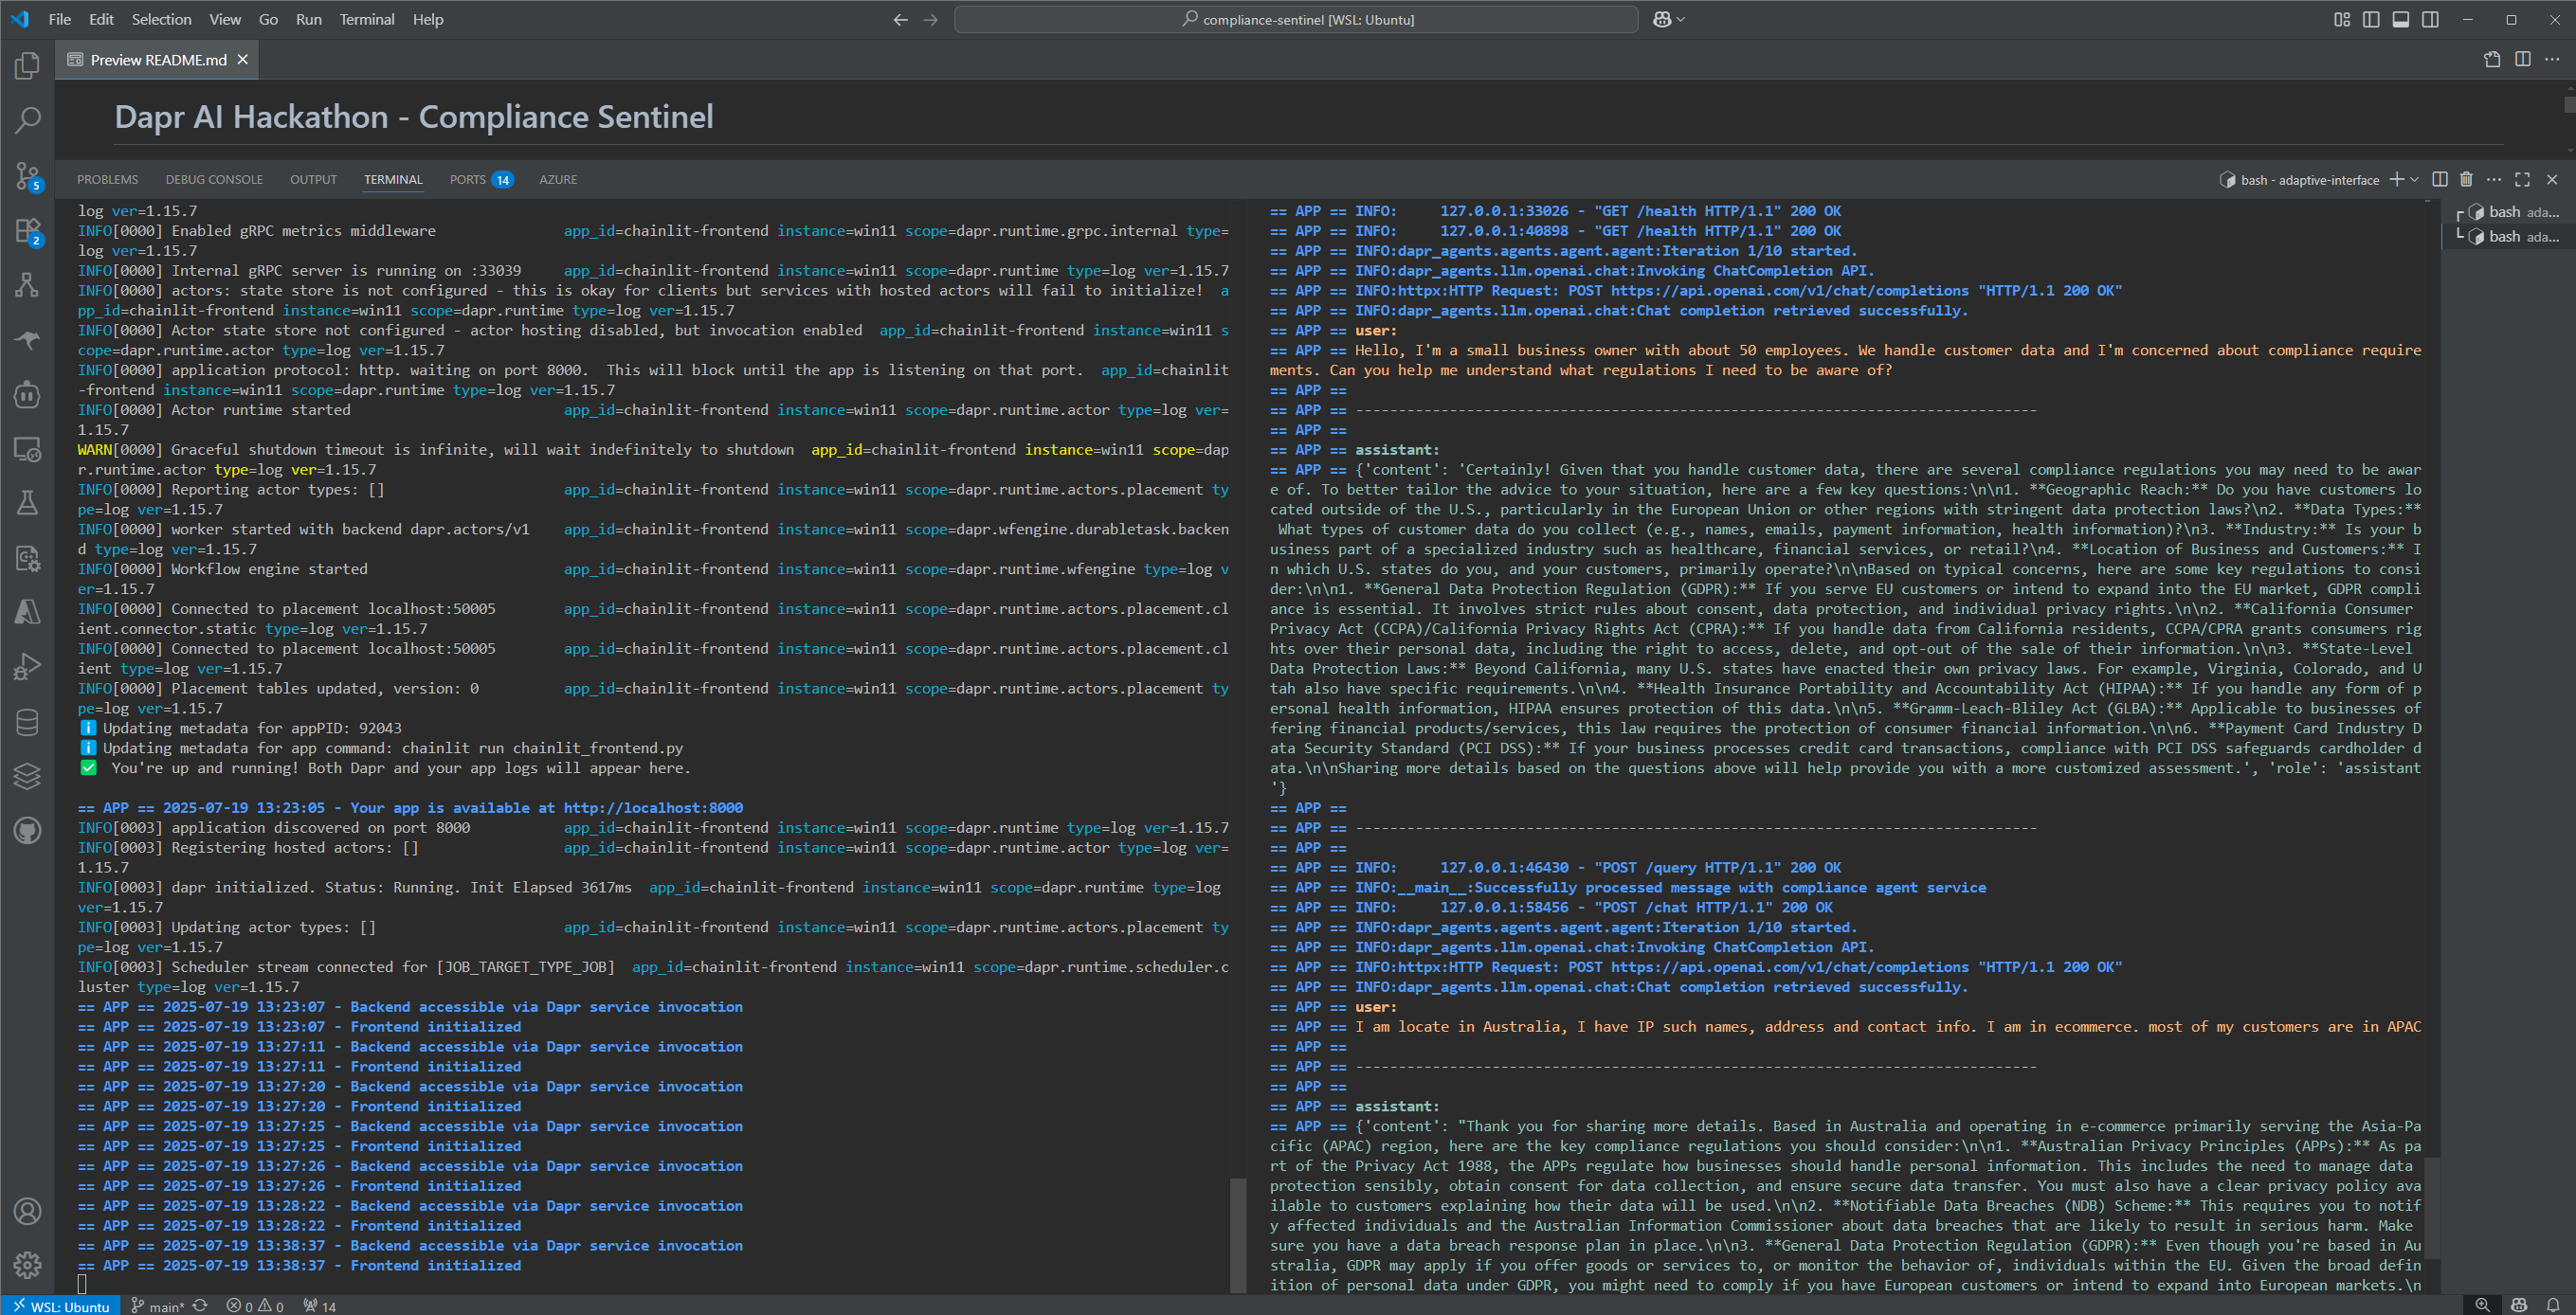 File Edit Selection View Go Run Terminal Help
compliance-sentinel [WSL: Ubuntu]
Preview README.md
Dapr AI Hackathon - Compliance Sentinel
PROBLEMS DEBUG CONSOLE OUTPUT TERMINAL PORTS 14 AZURE
bash - adaptive-interface
5
2
log ver=1.15.7
INFO[0000] Enabled gRPC metrics middleware app_id=chainlit-frontend instance=win11 scope=dapr.runtime.grpc.internal type=
log ver=1.15.7
INFO[0000] Internal gRPC server is running on :33039 app_id=chainlit-frontend instance=win11 scope=dapr.runtime type=log ver=1.15.7
INFO[0000] actors: state store is not configured - this is okay for clients but services with hosted actors will fail to initialize! a
pp_id=chainlit-frontend instance=win11 scope=dapr.runtime type=log ver=1.15.7
INFO[0000] Actor state store not configured - actor hosting disabled, but invocation enabled app_id=chainlit-frontend instance=win11 s
cope=dapr.runtime.actor type=log ver=1.15.7
INFO[0000] application protocol: http. waiting on port 8000. This will block until the app is listening on that port. app_id=chainlit
-frontend instance=win11 scope=dapr.runtime type=log ver=1.15.7
INFO[0000] Actor runtime started app_id=chainlit-frontend instance=win11 scope=dapr.runtime.actor type=log ver=
1.15.7
WARN[0000] Graceful shutdown timeout is infinite, will wait indefinitely to shutdown app_id=chainlit-frontend instance=win11 scope=dap
r.runtime.actor type=log ver=1.15.7
INFO[0000] Reporting actor types: [] app_id=chainlit-frontend instance=win11 scope=dapr.runtime.actors.placement ty
pe=log ver=1.15.7
INFO[0000] worker started with backend dapr.actors/v1 app_id=chainlit-frontend instance=win11 scope=dapr.wfengine.durabletask.backen
d type=log ver=1.15.7
INFO[0000] Workflow engine started app_id=chainlit-frontend instance=win11 scope=dapr.runtime.wfengine type=log v
er=1.15.7
INFO[0000] Connected to placement localhost:50005 app_id=chainlit-frontend instance=win11 scope=dapr.runtime.actors.placement.cl
ient.connector.static type=log ver=1.15.7
INFO[0000] Connected to placement localhost:50005 app_id=chainlit-frontend instance=win11 scope=dapr.runtime.actors.placement.cl
ient type=log ver=1.15.7
INFO[0000] Placement tables updated, version: 0 app_id=chainlit-frontend instance=win11 scope=dapr.runtime.actors.placement ty
pe=log ver=1.15.7
Updating metadata for appPID: 92043
Updating metadata for app command: chainlit run chainlit_frontend.py
You're up and running! Both Dapr and your app logs will appear here.
== APP == 2025-07-19 13:23:05 - Your app is available at http://localhost:8000
INFO[0003] application discovered on port 8000 app_id=chainlit-frontend instance=win11 scope=dapr.runtime type=log ver=1.15.7
INFO[0003] Registering hosted actors: [] app_id=chainlit-frontend instance=win11 scope=dapr.runtime.actor type=log ver=
1.15.7
INFO[0003] dapr initialized. Status: Running. Init Elapsed 3617ms app_id=chainlit-frontend instance=win11 scope=dapr.runtime type=log
ver=1.15.7
INFO[0003] Updating actor types: [] app_id=chainlit-frontend instance=win11 scope=dapr.runtime.actors.placement ty
pe=log ver=1.15.7
INFO[0003] Scheduler stream connected for [JOB_TARGET_TYPE_JOB] app_id=chainlit-frontend instance=win11 scope=dapr.runtime.scheduler.c
luster type=log ver=1.15.7
== APP == 2025-07-19 13:23:07 - Backend accessible via Dapr service invocation
== APP == 2025-07-19 13:23:07 - Frontend initialized
== APP == 2025-07-19 13:27:11 - Backend accessible via Dapr service invocation
== APP == 2025-07-19 13:27:11 - Frontend initialized
== APP == 2025-07-19 13:27:20 - Backend accessible via Dapr service invocation
== APP == 2025-07-19 13:27:20 - Frontend initialized
== APP == 2025-07-19 13:27:25 - Backend accessible via Dapr service invocation
== APP == 2025-07-19 13:27:25 - Frontend initialized
== APP == 2025-07-19 13:27:26 - Backend accessible via Dapr service invocation
== APP == 2025-07-19 13:27:26 - Frontend initialized
== APP == 2025-07-19 13:28:22 - Backend accessible via Dapr service invocation
== APP == 2025-07-19 13:28:22 - Frontend initialized
== APP == 2025-07-19 13:38:37 - Backend accessible via Dapr service invocation
== APP == 2025-07-19 13:38:37 - Frontend initialized
== APP == INFO: 127.0.0.1:33026 - "GET /health HTTP/1.1" 200 OK
== APP == INFO: 127.0.0.1:40898 - "GET /health HTTP/1.1" 200 OK
== APP == INFO:dapr_agents.agents.agent.agent:Iteration 1/10 started.
== APP == INFO:dapr_agents.llm.openai.chat:Invoking ChatCompletion API.
== APP == INFO:httpx:HTTP Request: POST https://api.openai.com/v1/chat/completions "HTTP/1.1 200 OK"
== APP == INFO:dapr_agents.llm.openai.chat:Chat completion retrieved successfully.
== APP == user:
== APP == Hello, I'm a small business owner with about 50 employees. We handle customer data and I'm concerned about compliance require
ments. Can you help me understand what regulations I need to be aware of?
== APP ==
== APP == --------------------------------------------------------------------------------
== APP ==
== APP == assistant:
== APP == {'content': 'Certainly! Given that you handle customer data, there are several compliance regulations you may need to be awar
e of. To better tailor the advice to your situation, here are a few key questions:\n\n1. **Geographic Reach:** Do you have customers lo
cated outside of the U.S., particularly in the European Union or other regions with stringent data protection laws?\n2. **Data Types:**
What types of customer data do you collect (e.g., names, emails, payment information, health information)?\n3. **Industry:** Is your b
usiness part of a specialized industry such as healthcare, financial services, or retail?\n4. **Location of Business and Customers:** I
n which U.S. states do you, and your customers, primarily operate?\n\nBased on typical concerns, here are some key regulations to consi
der:\n\n1. **General Data Protection Regulation (GDPR):** If you serve EU customers or intend to expand into the EU market, GDPR compli
ance is essential. It involves strict rules about consent, data protection, and individual privacy rights.\n\n2. **California Consumer
Privacy Act (CCPA)/California Privacy Rights Act (CPRA):** If you handle data from California residents, CCPA/CPRA grants consumers rig
hts over their personal data, including the right to access, delete, and opt-out of the sale of their information.\n\n3. **State-Level
Data Protection Laws:** Beyond California, many U.S. states have enacted their own privacy laws. For example, Virginia, Colorado, and U
tah also have specific requirements.\n\n4. **Health Insurance Portability and Accountability Act (HIPAA):** If you handle any form of p
ersonal health information, HIPAA ensures protection of this data.\n\n5. **Gramm-Leach-Bliley Act (GLBA):** Applicable to businesses of
fering financial products/services, this law requires the protection of consumer financial information.\n\n6. **Payment Card Industry D
ata Security Standard (PCI DSS):** If your business processes credit card transactions, compliance with PCI DSS safeguards cardholder d
ata.\n\nSharing more details based on the questions above will help provide you with a more customized assessment.', 'role': 'assistant
'}
== APP ==
== APP == --------------------------------------------------------------------------------
== APP ==
== APP == INFO: 127.0.0.1:46430 - "POST /query HTTP/1.1" 200 OK
== APP == INFO:__main__:Successfully processed message with compliance agent service
== APP == INFO: 127.0.0.1:58456 - "POST /chat HTTP/1.1" 200 OK
== APP == INFO:dapr_agents.agents.agent.agent:Iteration 1/10 started.
== APP == INFO:dapr_agents.llm.openai.chat:Invoking ChatCompletion API.
== APP == INFO:httpx:HTTP Request: POST https://api.openai.com/v1/chat/completions "HTTP/1.1 200 OK"
== APP == INFO:dapr_agents.llm.openai.chat:Chat completion retrieved successfully.
== APP == user:
== APP == I am locate in Australia, I have IP such names, address and contact info. I am in ecommerce. most of my customers are in APAC
== APP ==
== APP == --------------------------------------------------------------------------------
== APP ==
== APP == assistant:
== APP == {'content': "Thank you for sharing more details. Based in Australia and operating in e-commerce primarily serving the Asia-Pa
cific (APAC) region, here are the key compliance regulations you should consider:\n\n1. **Australian Privacy Principles (APPs):** As pa
rt of the Privacy Act 1988, the APPs regulate how businesses should handle personal information. This includes the need to manage data
protection sensibly, obtain consent for data collection, and ensure secure data transfer. You must also have a clear privacy policy ava
ilable to customers explaining how their data will be used.\n\n2. **Notifiable Data Breaches (NDB) Scheme:** This requires you to notif
y affected individuals and the Australian Information Commissioner about data breaches that are likely to result in serious harm. Make
sure you have a data breach response plan in place.\n\n3. **General Data Protection Regulation (GDPR):** Even though you're based in Au
stralia, GDPR may apply if you offer goods or services to, or monitor the behavior of, individuals within the EU. Given the broad defin
ition of personal data under GDPR, you might need to comply if you have European customers or intend to expand into European markets.\n
bash ada...
bash ada...
WSL: Ubuntu main* 0 0 14